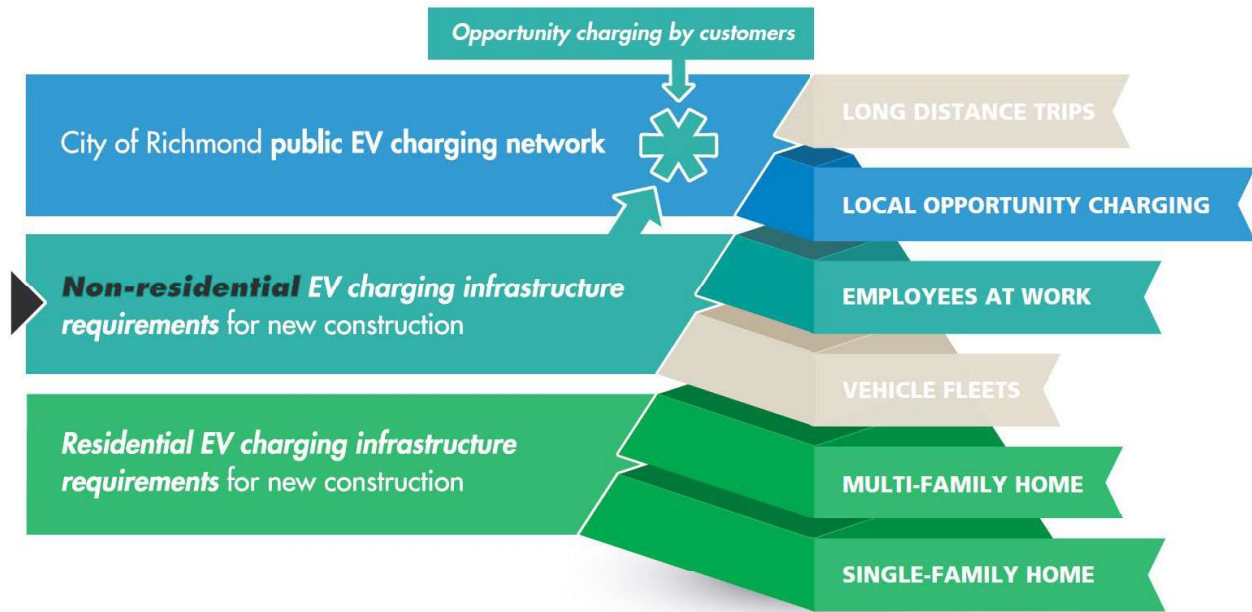 Opportunity charging by customers
City of Richmond public EV charging network
Non-residential EV charging infrastructure
requirements for new construction
Residential EV charging infrastructure
requirements for new construction
LONG DISTANCE TRIPS
LOCAL OPPORTUNITY CHARGING
EMPLOYEES AT WORK
VEHICLE FLEETS
MULTI-FAMILY HOME
SINGLE-FAMILY HOME